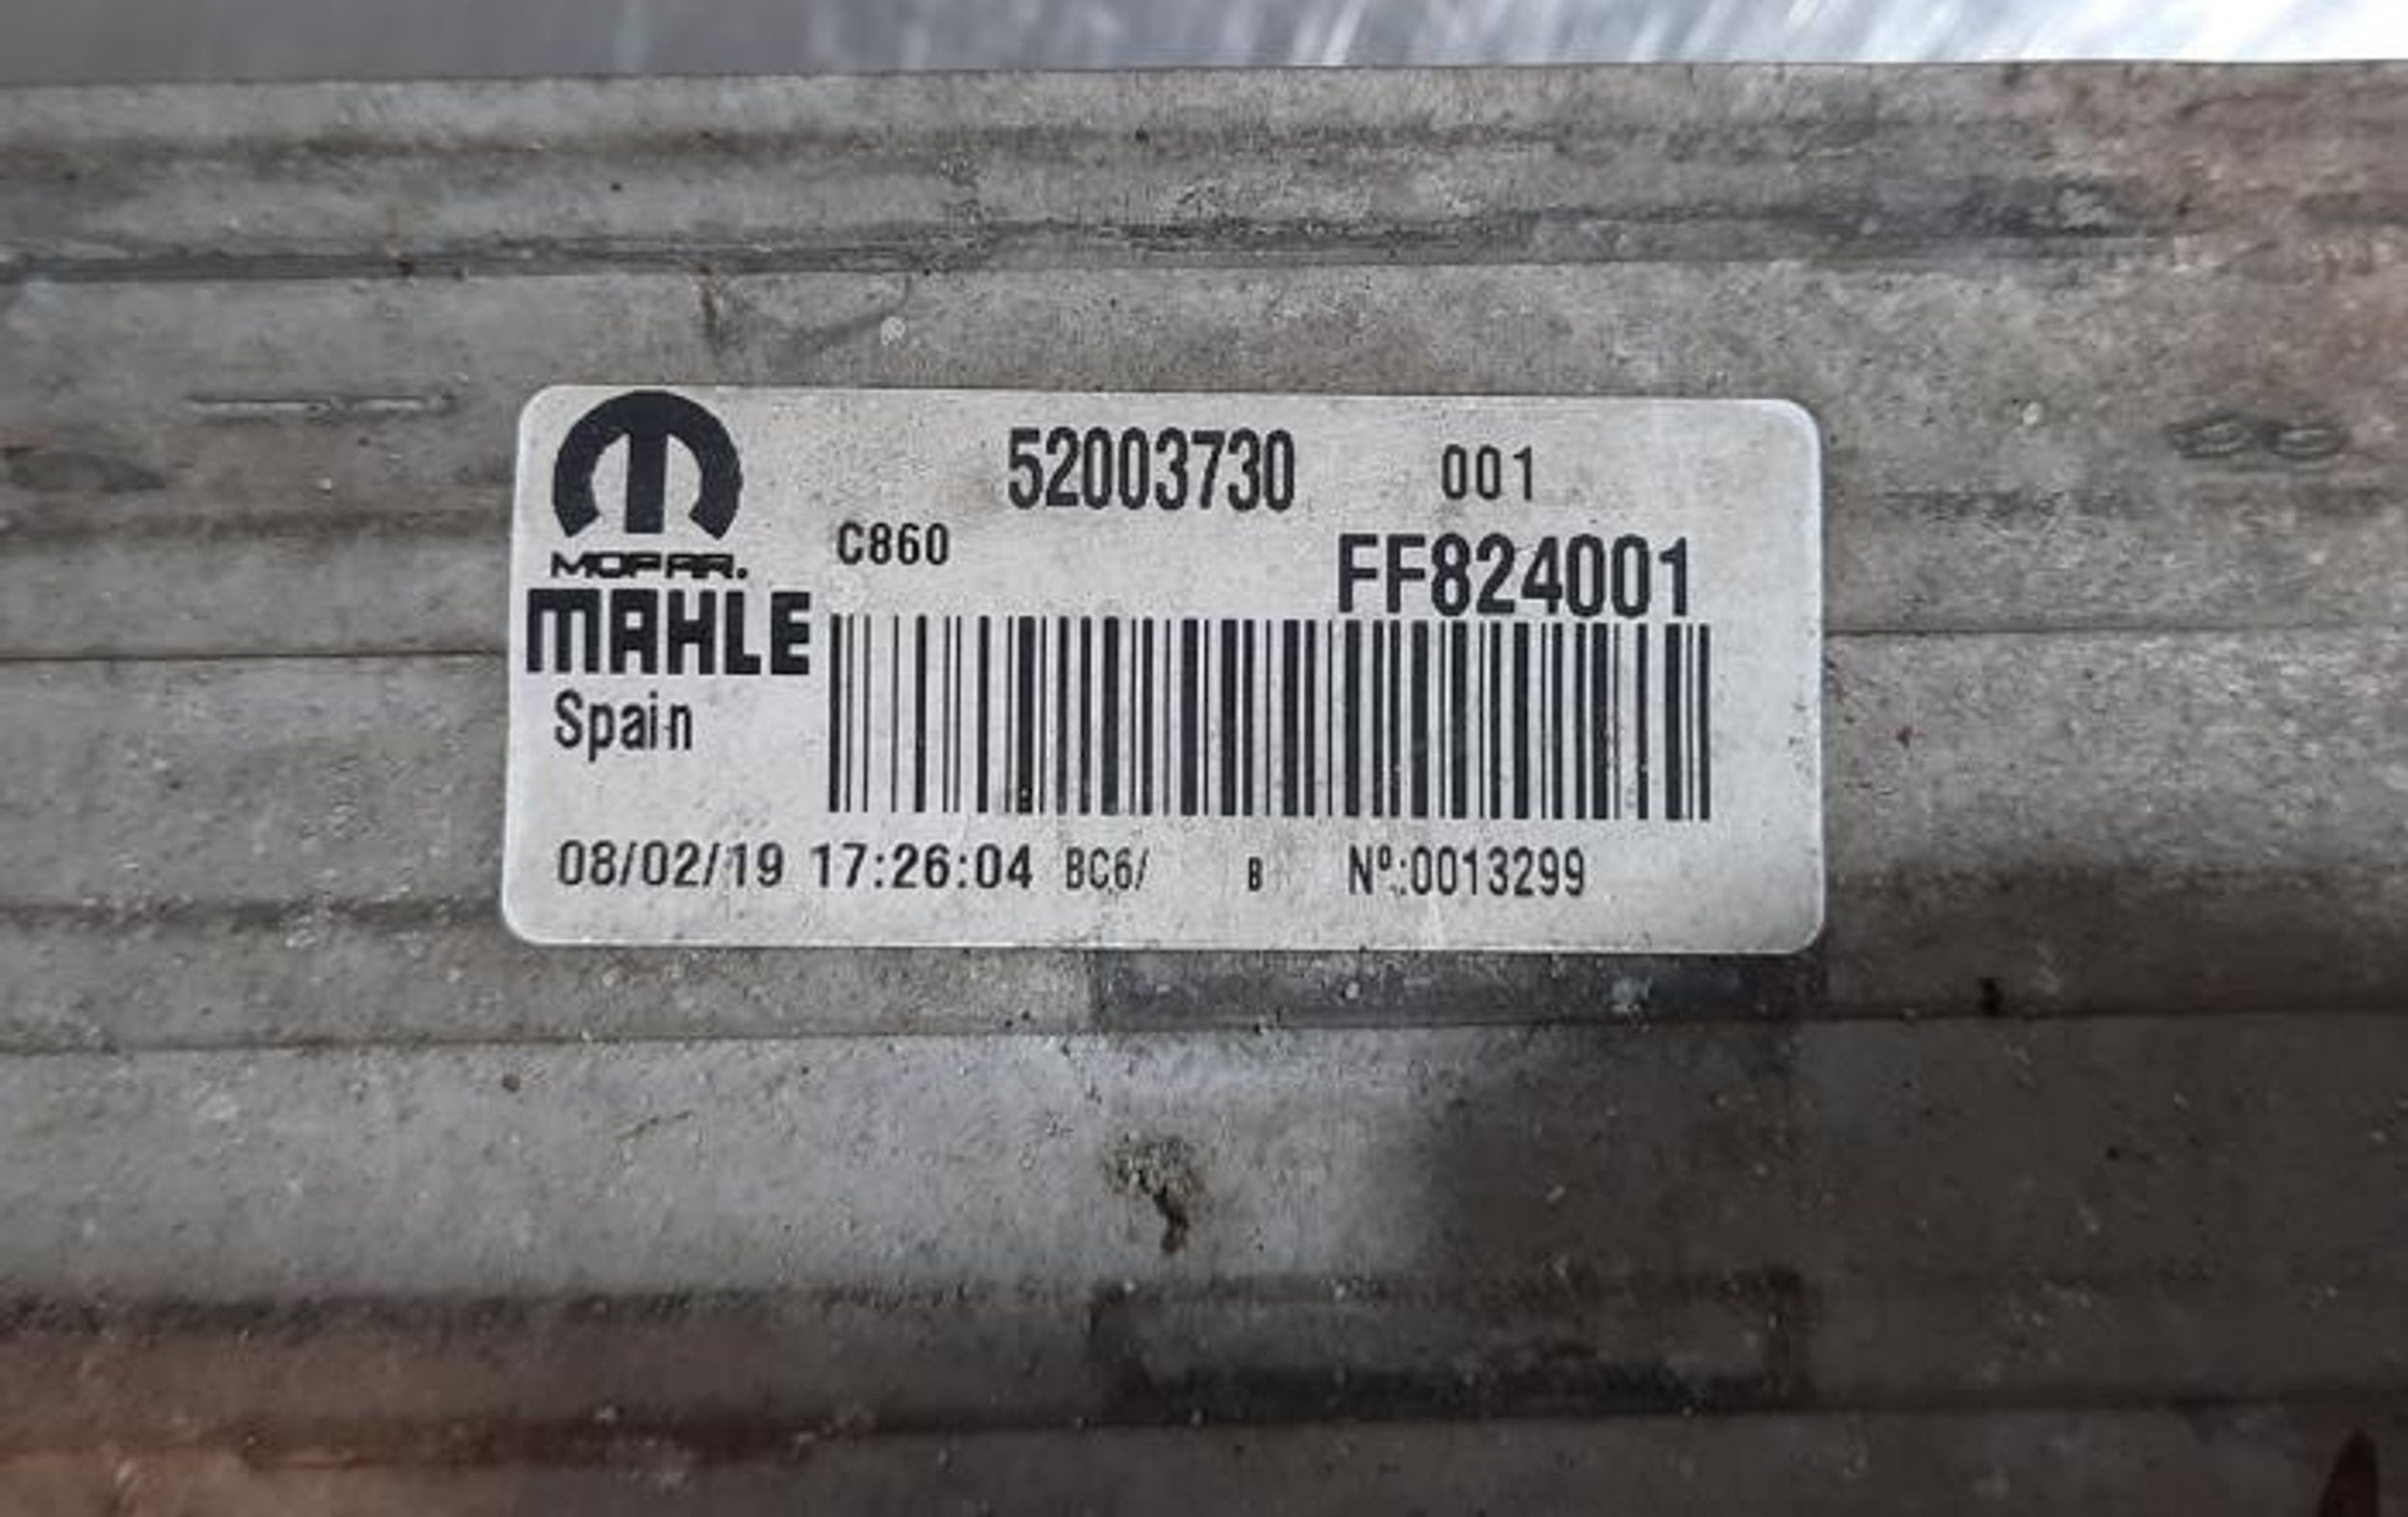 52003730 001
MOPAR.
C860
FF824001
MAHLE
Spain
08/02/19 17:26:04 BC6/ B Nº:0013299